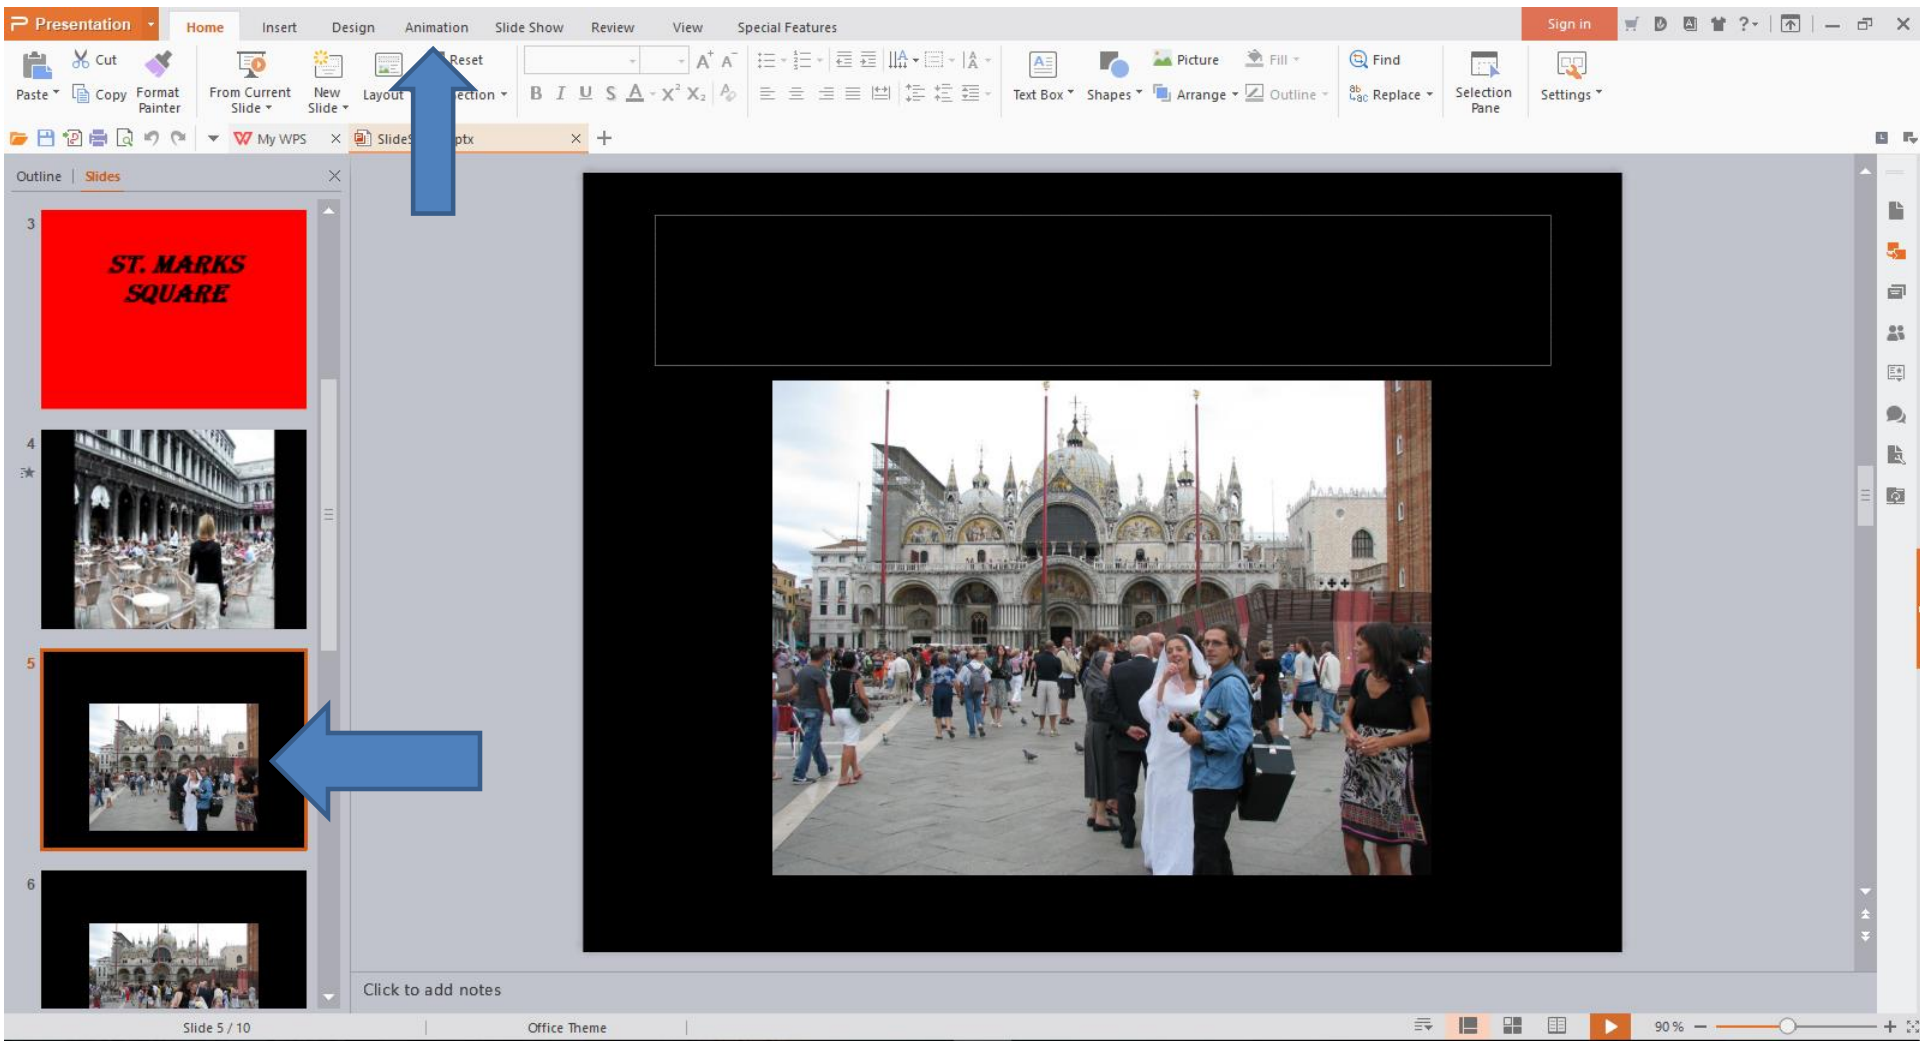 Presentation
Home Insert Design Animation Slide Show Review View Special Features
Sign in
Cut
Reset
Picture Fill Find
Paste Copy Format Painter
From Current Slide
New Slide
Layout
Text Box Shapes Arrange Outline
Replace
Selection Pane
Settings
B I U S A X² X₂
My WPS
ptx
Outline | Slides
3
ST. MARKS
SQUARE
4
5
6
Click to add notes
Slide 5 / 10
Office Theme
90 %